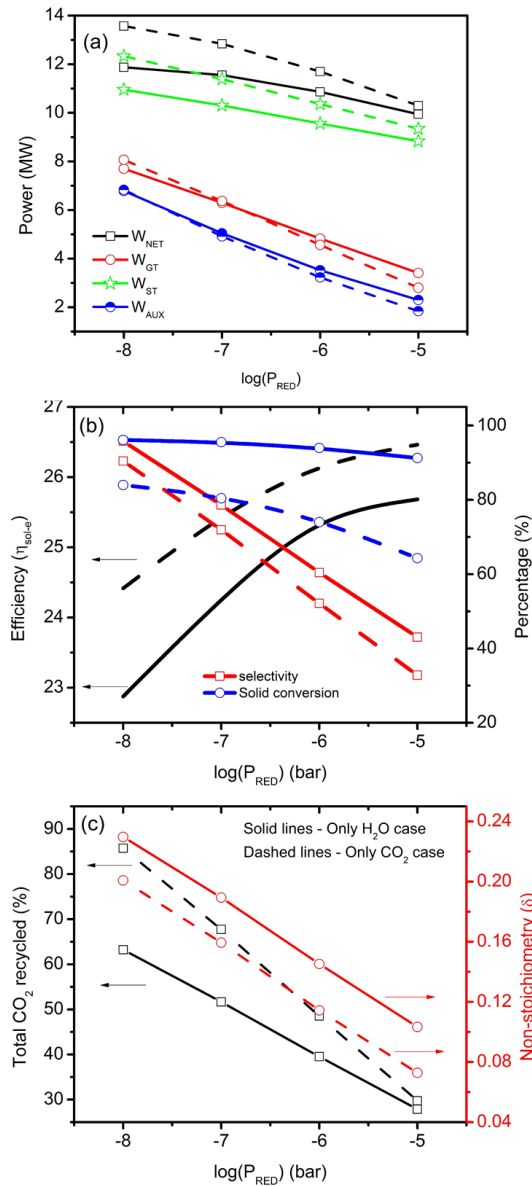 (a)
14
12
10
8
6
4
2
Power (MW)
W_NET
W_GT
W_ST
W_AUX
-8 -7 -6 -5
log(P_RED)
(b)
27
26
25
24
23
Efficiency (η_sol-e)
100
80
60
40
20
Percentage (%)
selectivity
Solid conversion
-8 -7 -6 -5
log(P_RED) (bar)
(c)
Solid lines - Only H₂O case
Dashed lines - Only CO₂ case
90
80
70
60
50
40
30
Total CO₂ recycled (%)
0.24
0.20
0.16
0.12
0.08
0.04
Non-stoichiometry (δ)
-8 -7 -6 -5
log(P_RED) (bar)